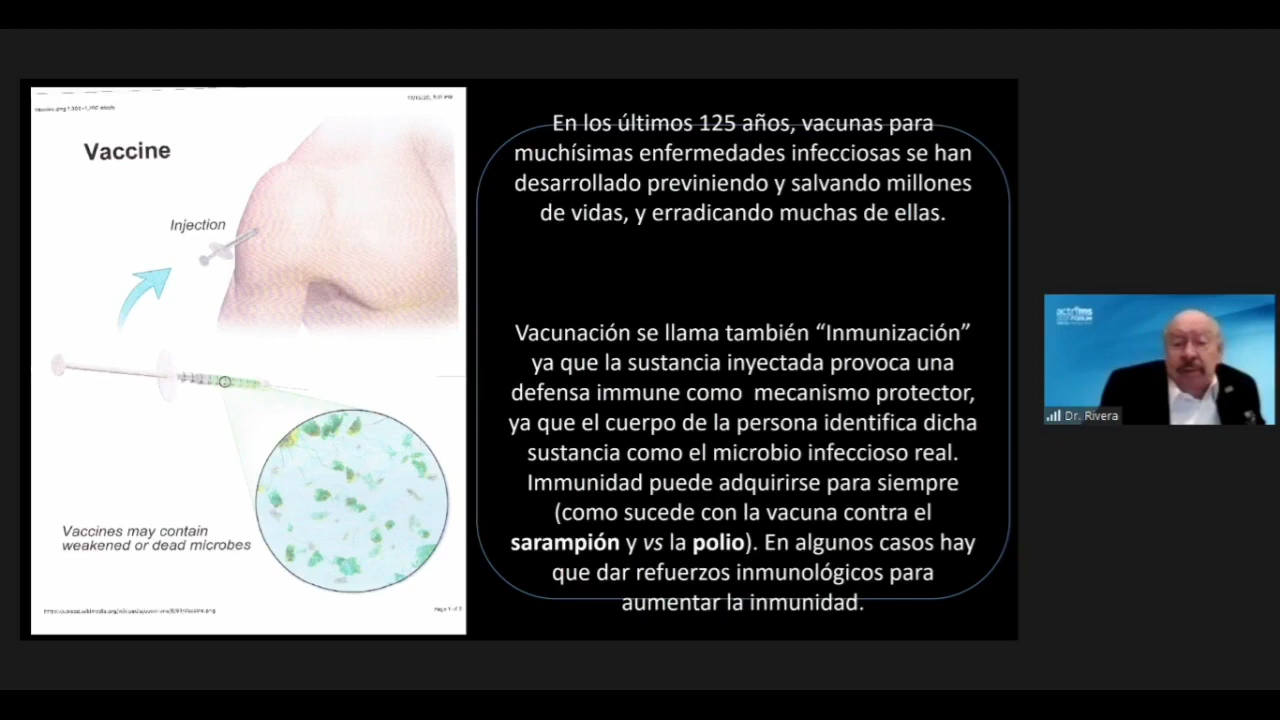 Vaccine
Injection
Vaccines may contain
weakened or dead microbes
En los últimos 125 años, vacunas para
muchísimas enfermedades infecciosas se han
desarrollado previniendo y salvando millones
de vidas, y erradicando muchas de ellas.
Vacunación se llama también “Inmunización”
ya que la sustancia inyectada provoca una
defensa immune como mecanismo protector,
ya que el cuerpo de la persona identifica dicha
sustancia como el microbio infeccioso real.
Immunidad puede adquirirse para siempre
(como sucede con la vacuna contra el
sarampión y vs la polio). En algunos casos hay
que dar refuerzos inmunológicos para
aumentar la inmunidad.
Dr. Rivera